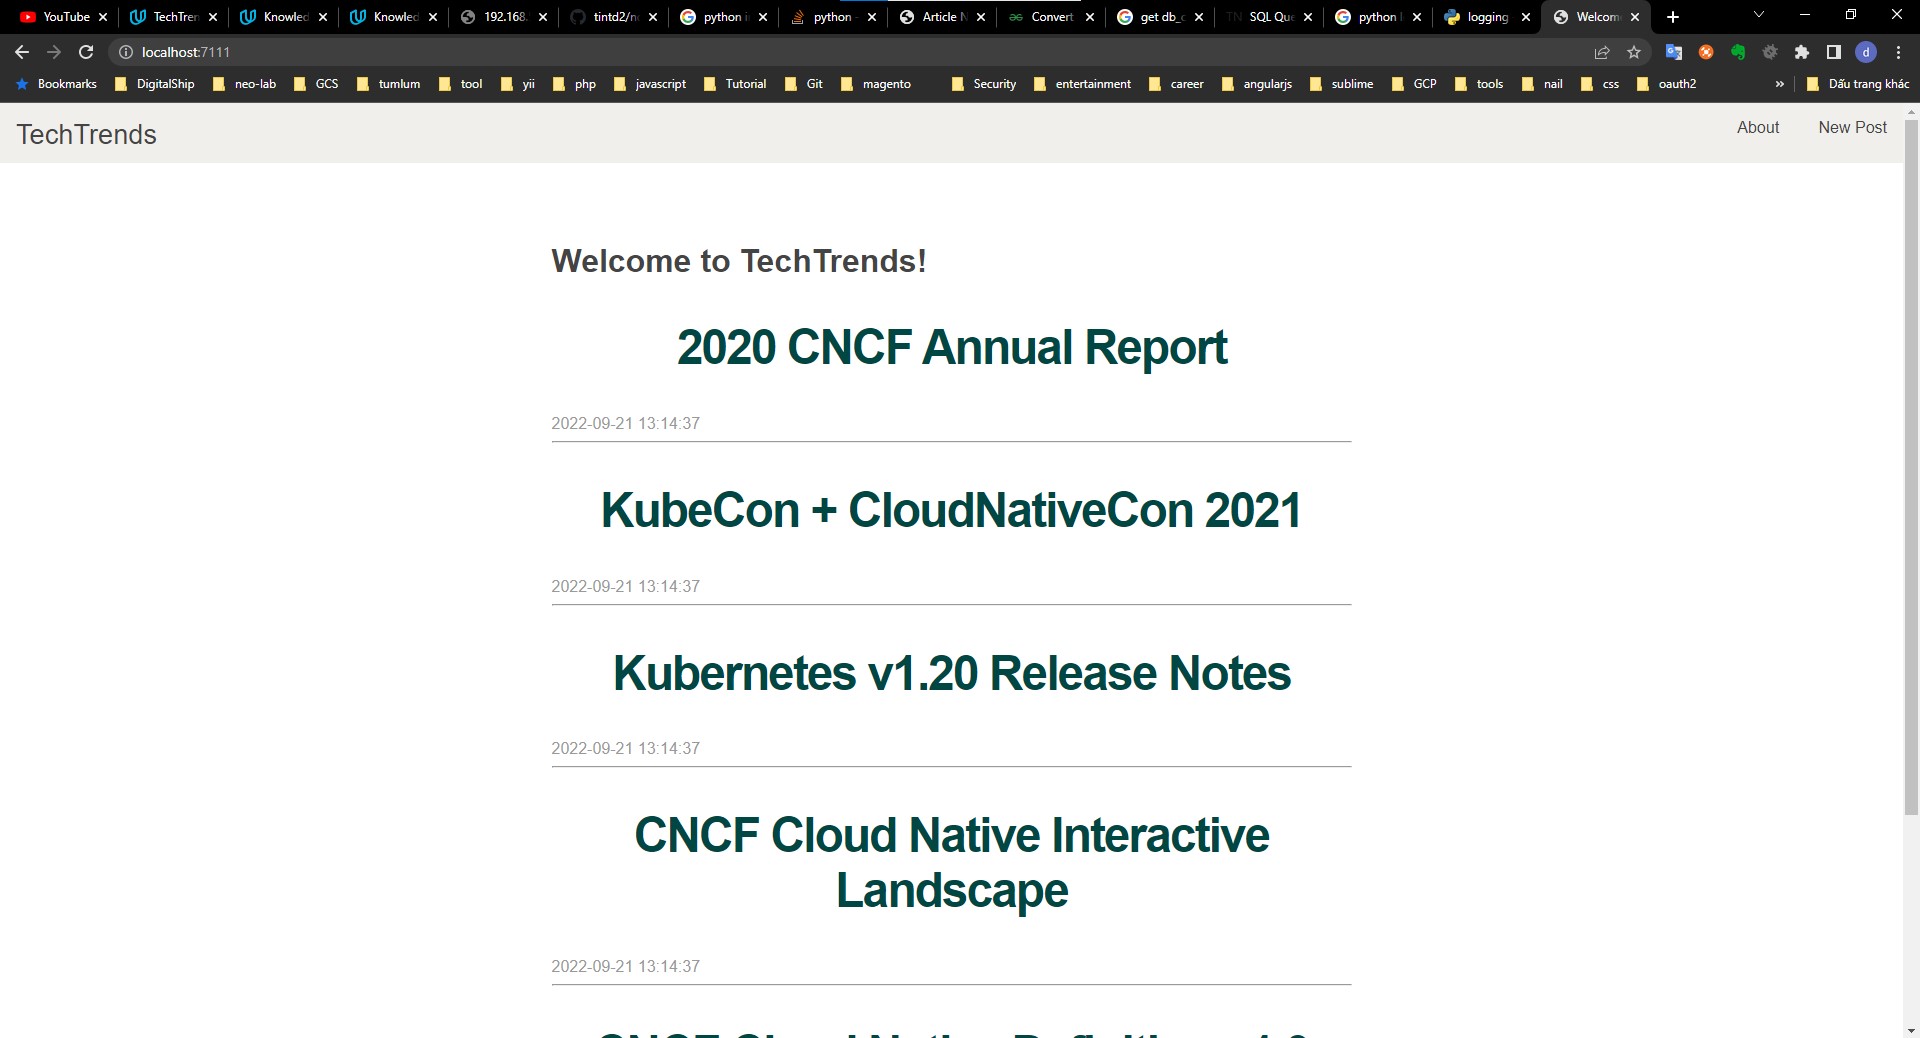 YouTube TechTren Knowled Knowled 192.168. tintd2/n python i python - Article N Convert get db_c SQL Que python l logging Welcom
localhost:7111
Bookmarks DigitalShip neo-lab GCS tumlum tool yii php javascript Tutorial Git magento Security entertainment career angularjs sublime GCP tools nail css oauth2 » Dấu trang khác
TechTrends About New Post
Welcome to TechTrends!
2020 CNCF Annual Report
2022-09-21 13:14:37
KubeCon + CloudNativeCon 2021
2022-09-21 13:14:37
Kubernetes v1.20 Release Notes
2022-09-21 13:14:37
CNCF Cloud Native Interactive
Landscape
2022-09-21 13:14:37